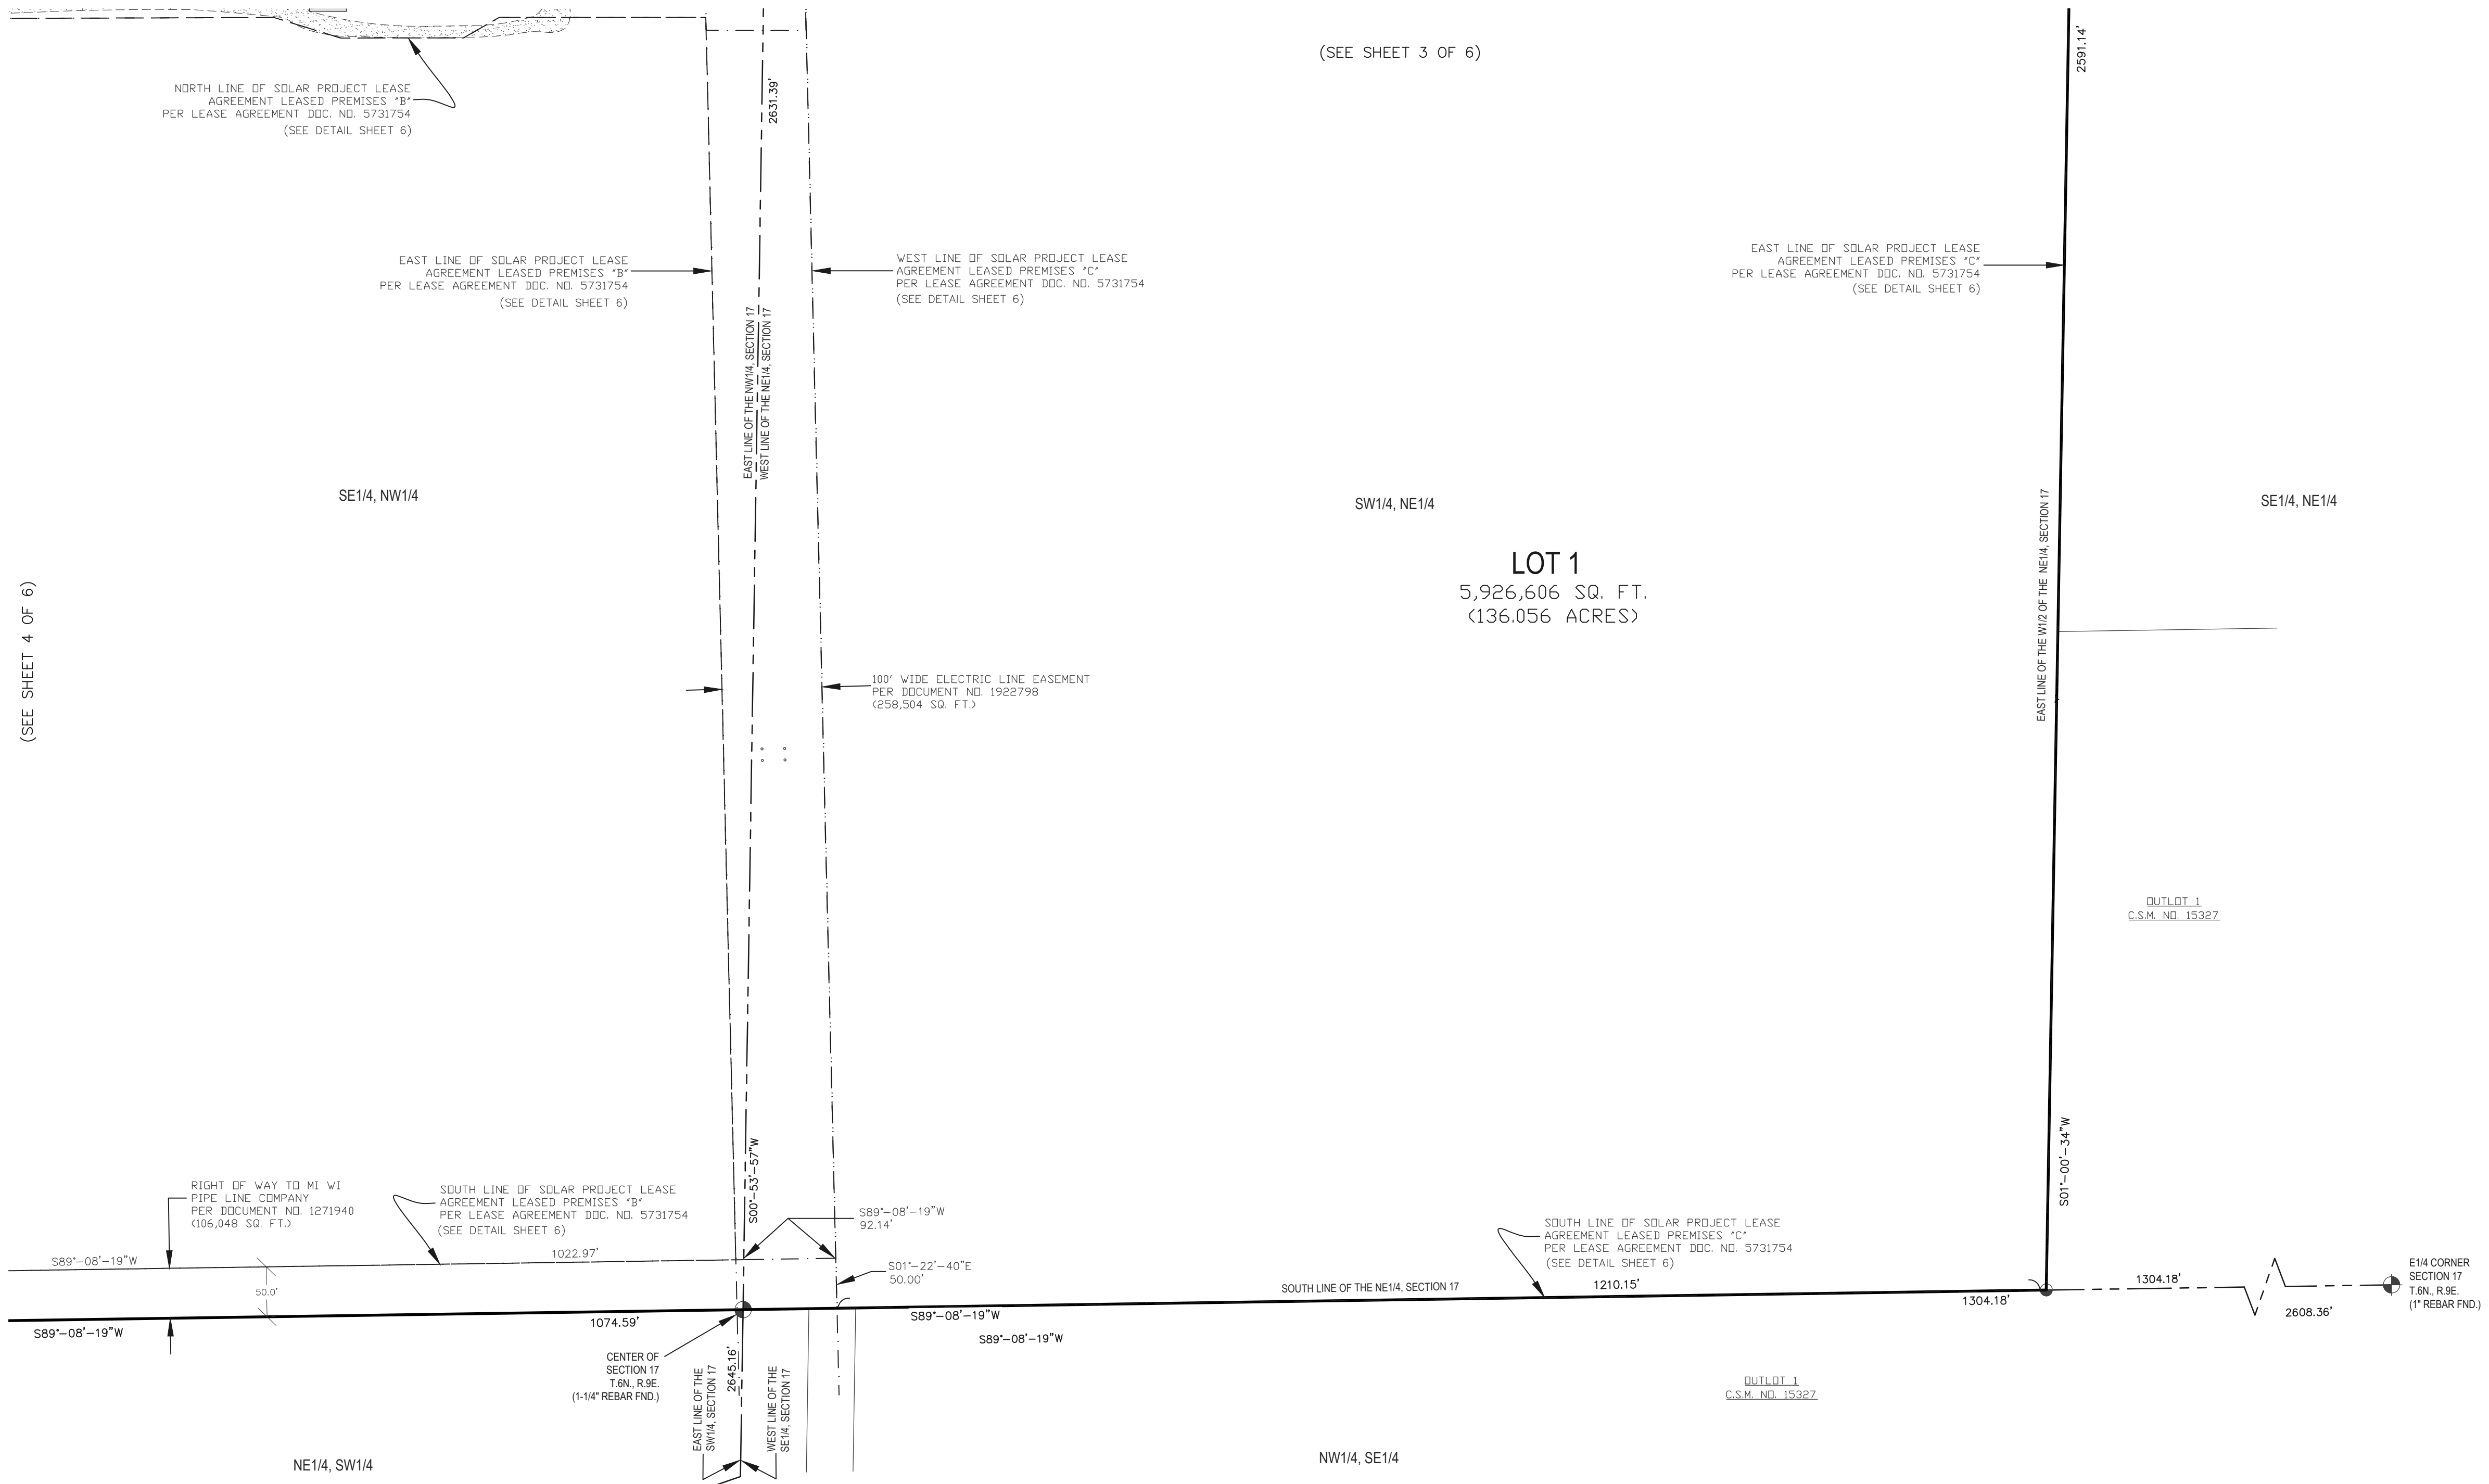 (SEE SHEET 3 OF 6)
2591.14'
2631.39'
NORTH LINE OF SOLAR PROJECT LEASE
AGREEMENT LEASED PREMISES "B"
PER LEASE AGREEMENT DOC. NO. 5731754
(SEE DETAIL SHEET 6)
EAST LINE OF SOLAR PROJECT LEASE
AGREEMENT LEASED PREMISES "B"
PER LEASE AGREEMENT DOC. NO. 5731754
(SEE DETAIL SHEET 6)
WEST LINE OF SOLAR PROJECT LEASE
AGREEMENT LEASED PREMISES "C"
PER LEASE AGREEMENT DOC. NO. 5731754
(SEE DETAIL SHEET 6)
EAST LINE OF SOLAR PROJECT LEASE
AGREEMENT LEASED PREMISES "C"
PER LEASE AGREEMENT DOC. NO. 5731754
(SEE DETAIL SHEET 6)
EAST LINE OF THE NW1/4, SECTION 17
WEST LINE OF THE NE1/4, SECTION 17
SE1/4, NW1/4
SW1/4, NE1/4
SE1/4, NE1/4
LOT 1
5,926,606 SQ. FT.
(136.056 ACRES)
EAST LINE OF THE W1/2 OF THE NE1/4, SECTION 17
(SEE SHEET 4 OF 6)
100' WIDE ELECTRIC LINE EASEMENT
PER DOCUMENT NO. 1922798
(258,504 SQ. FT.)
OUTLOT 1
C.S.M. NO. 15327
S00°-53'-57"W
S01°-00'-34"W
RIGHT OF WAY TO MI WI
PIPE LINE COMPANY
PER DOCUMENT NO. 1271940
(106,048 SQ. FT.)
SOUTH LINE OF SOLAR PROJECT LEASE
AGREEMENT LEASED PREMISES "B"
PER LEASE AGREEMENT DOC. NO. 5731754
(SEE DETAIL SHEET 6)
S89°-08'-19"W
92.14'
SOUTH LINE OF SOLAR PROJECT LEASE
AGREEMENT LEASED PREMISES "C"
PER LEASE AGREEMENT DOC. NO. 5731754
(SEE DETAIL SHEET 6)
S89°-08'-19"W
1022.97'
S01°-22'-40"E
50.00'
50.0'
SOUTH LINE OF THE NE1/4, SECTION 17
1210.15'
1304.18'
1304.18'
2608.36'
E1/4 CORNER
SECTION 17
T.6N., R.9E.
(1" REBAR FND.)
S89°-08'-19"W
1074.59'
S89°-08'-19"W
S89°-08'-19"W
CENTER OF
SECTION 17
T.6N., R.9E.
(1-1/4" REBAR FND.)
EAST LINE OF THE
SW1/4, SECTION 17
2645.16'
WEST LINE OF THE
SE1/4, SECTION 17
OUTLOT 1
C.S.M. NO. 15327
NE1/4, SW1/4
NW1/4, SE1/4